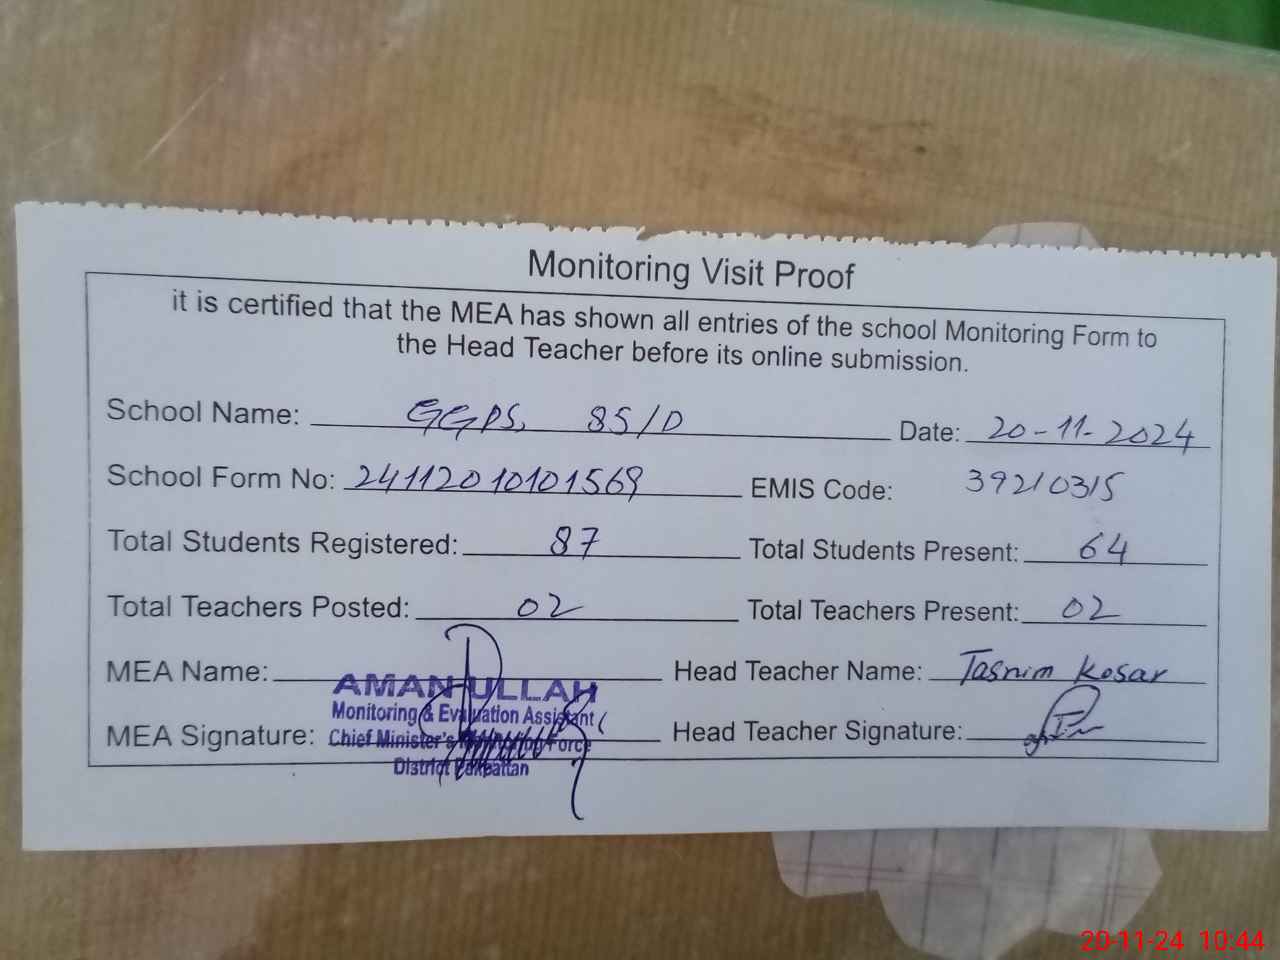 Monitoring Visit Proof
it is certified that the MEA has shown all entries of the school Monitoring Form to
the Head Teacher before its online submission.
School Name: GGPS, 85/D Date: 20-11-2024
School Form No: 24112010101569 EMIS Code: 39210315
Total Students Registered: 87 Total Students Present: 64
Total Teachers Posted: 02 Total Teachers Present: 02
MEA Name: Head Teacher Name: Tasnim Kosar
AMAN ULLAH
Monitoring & Evaluation Assistant
MEA Signature: Head Teacher Signature:
Chief Minister's Monitoring Force
District Pakpattan
20-11-24 10:44